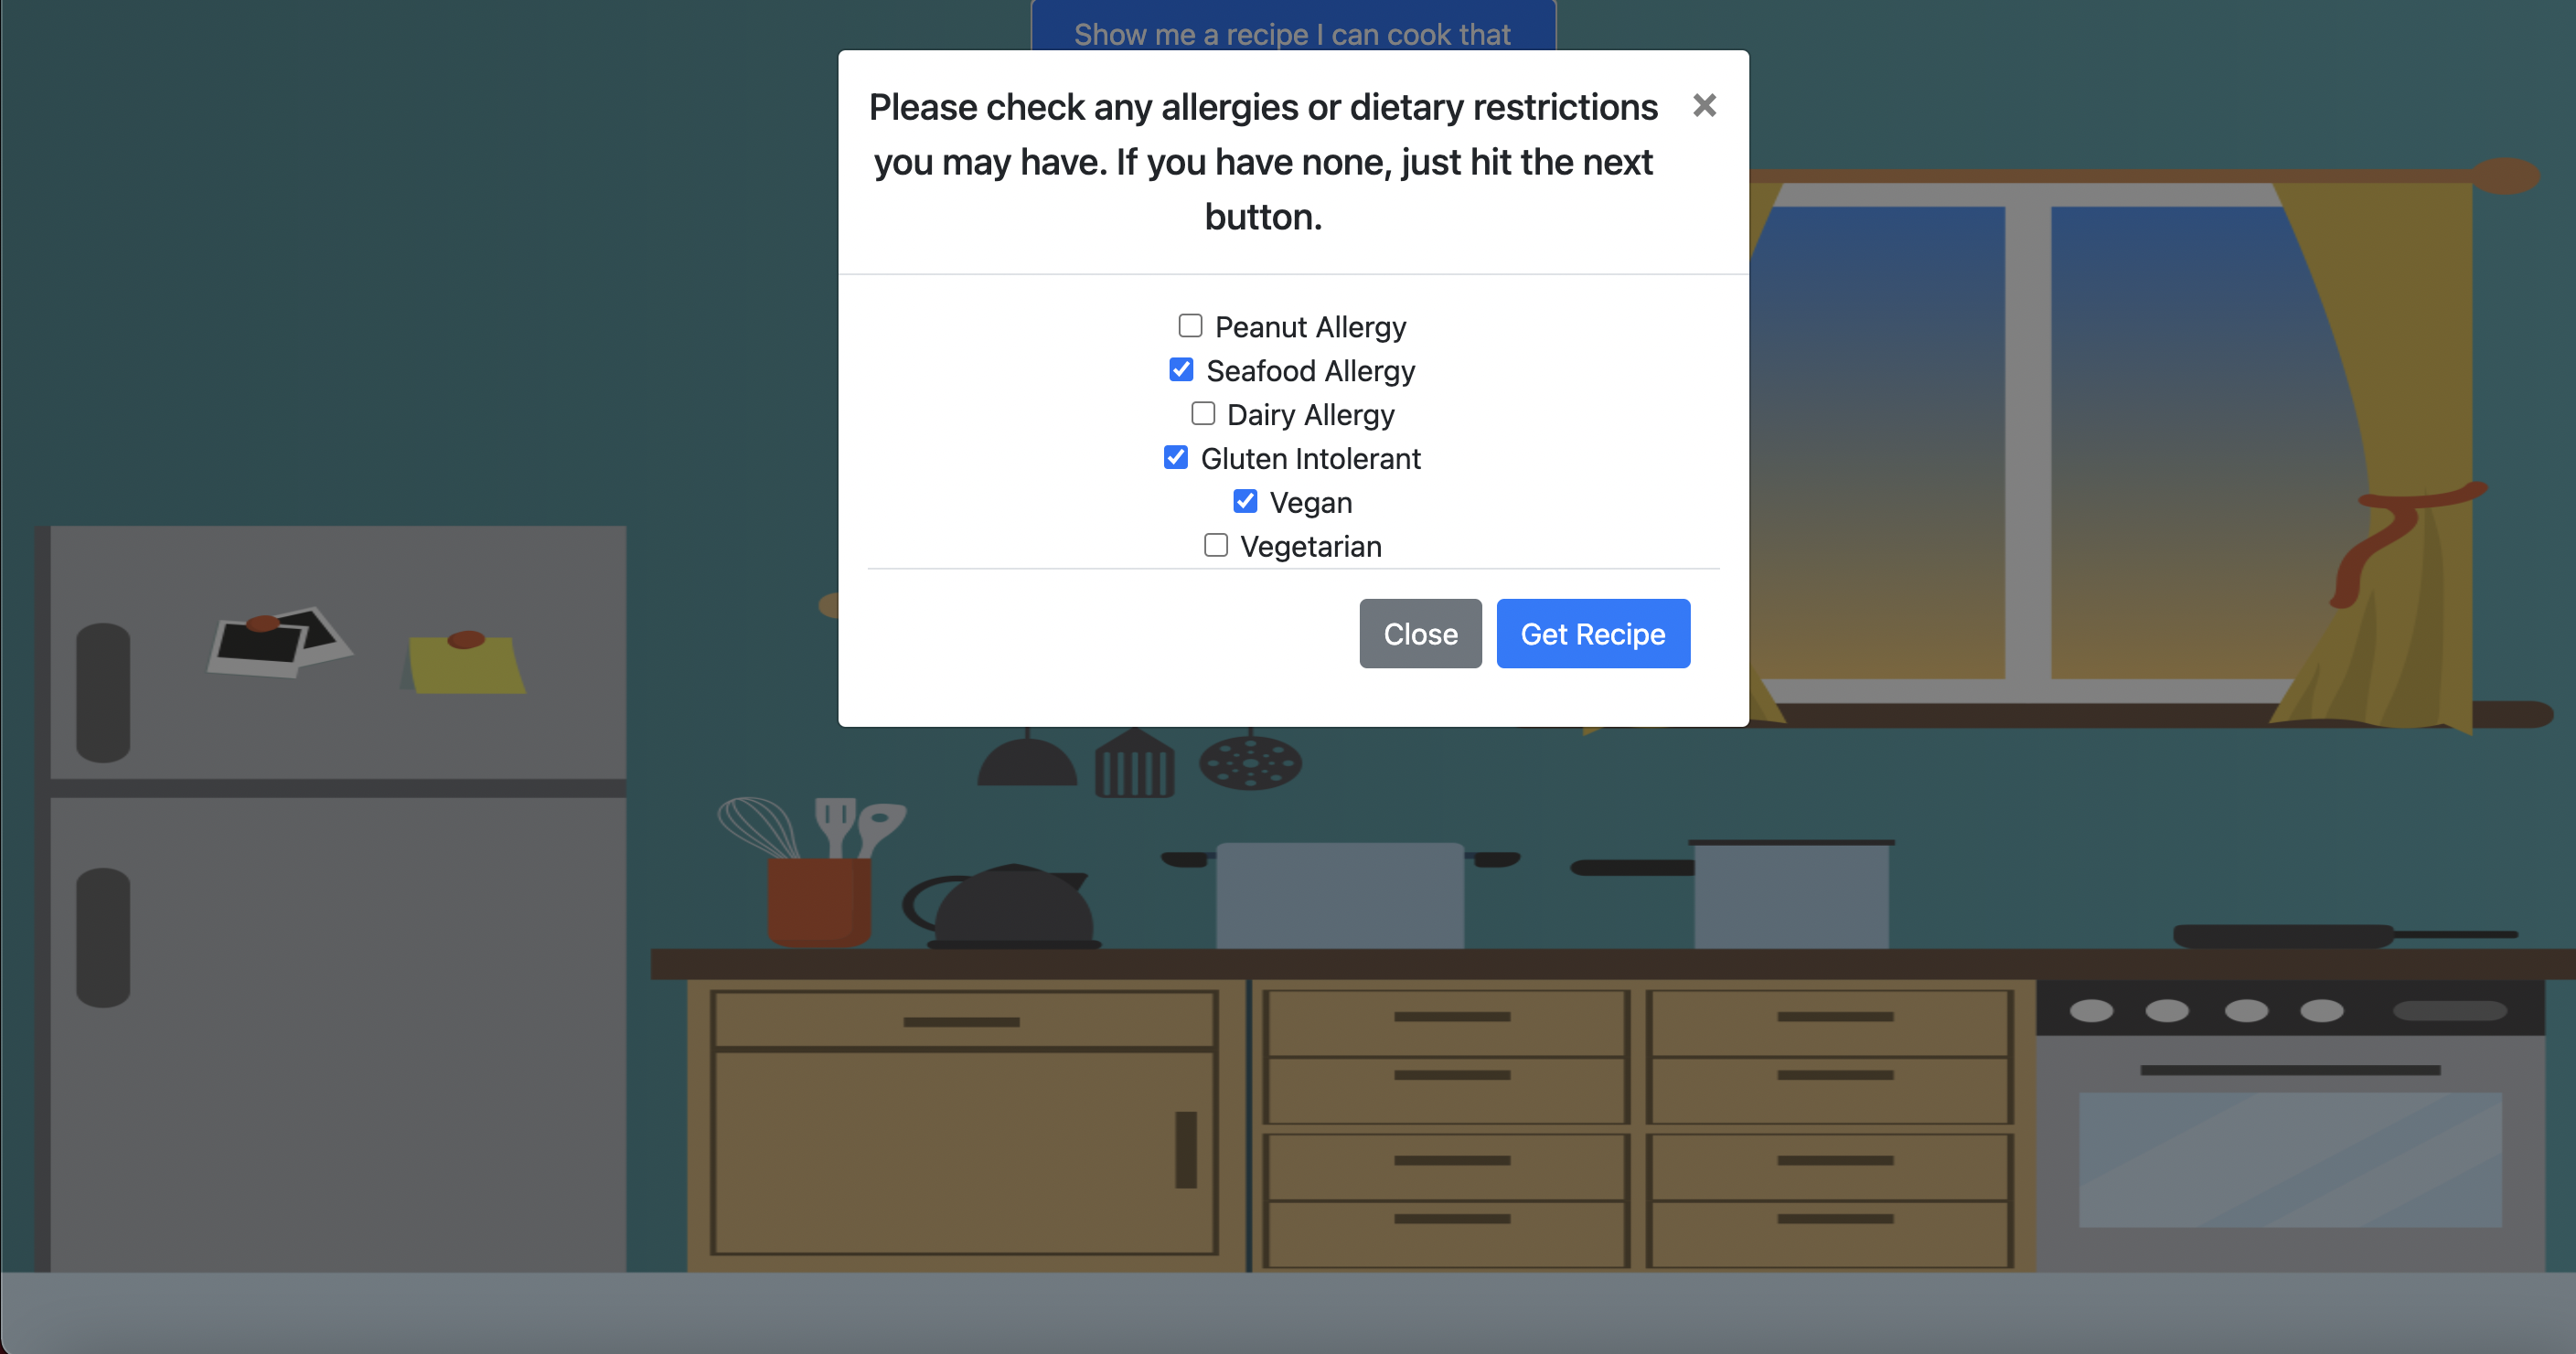 Show me a recipe I can cook that
Please check any allergies or dietary restrictions
you may have. If you have none, just hit the next
button.
×
Peanut Allergy
Seafood Allergy
Dairy Allergy
Gluten Intolerant
Vegan
Vegetarian
Close Get Recipe